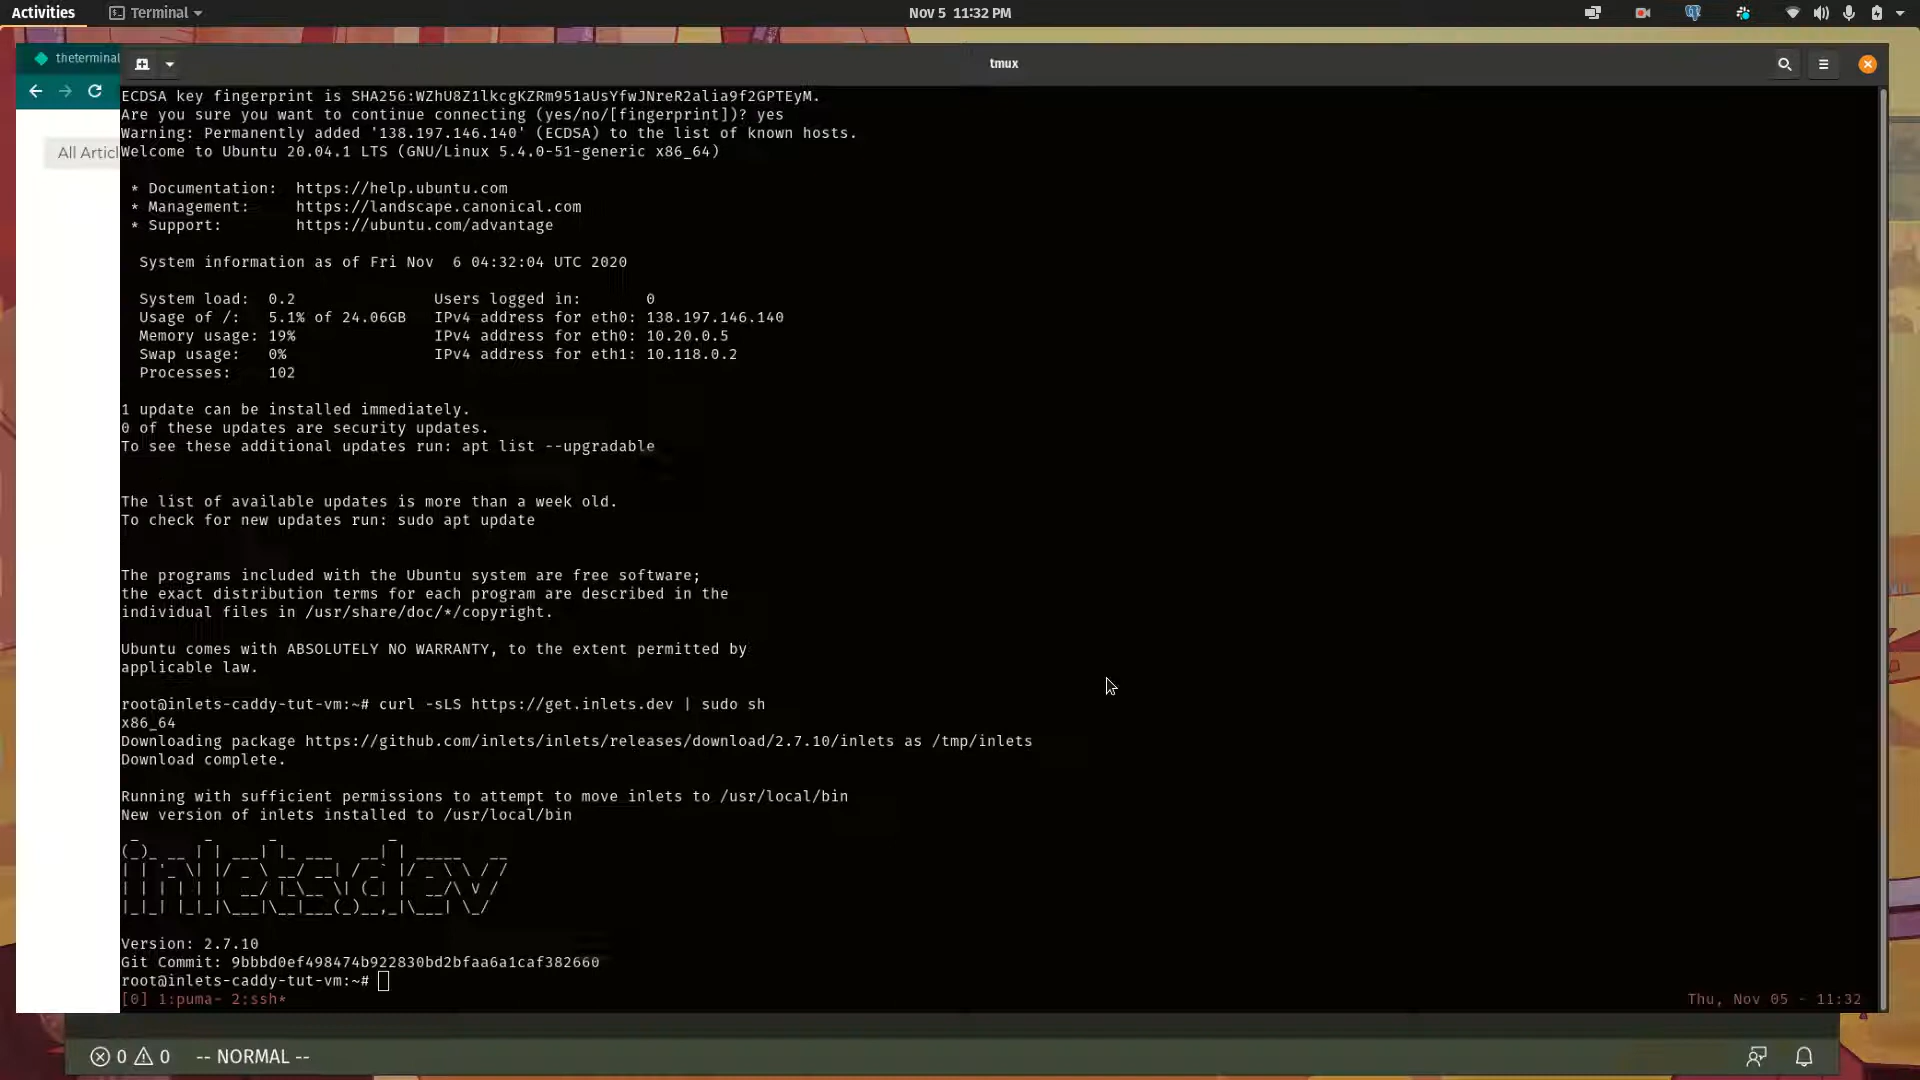 Activities
Terminal
Nov 5 11:32 PM
theterminal
tmux
All Articl
ECDSA key fingerprint is SHA256:WZhU8Z1lkcgKZRm951aUsYfwJNreR2alia9f2GPTEyM.
Are you sure you want to continue connecting (yes/no/[fingerprint])? yes
Warning: Permanently added '138.197.146.140' (ECDSA) to the list of known hosts.
Welcome to Ubuntu 20.04.1 LTS (GNU/Linux 5.4.0-51-generic x86_64)
* Documentation: https://help.ubuntu.com
* Management: https://landscape.canonical.com
* Support: https://ubuntu.com/advantage
System information as of Fri Nov 6 04:32:04 UTC 2020
System load: 0.2 Users logged in: 0
Usage of /: 5.1% of 24.06GB IPv4 address for eth0: 138.197.146.140
Memory usage: 19% IPv4 address for eth0: 10.20.0.5
Swap usage: 0% IPv4 address for eth1: 10.118.0.2
Processes: 102
1 update can be installed immediately.
0 of these updates are security updates.
To see these additional updates run: apt list --upgradable
The list of available updates is more than a week old.
To check for new updates run: sudo apt update
The programs included with the Ubuntu system are free software;
the exact distribution terms for each program are described in the
individual files in /usr/share/doc/*/copyright.
Ubuntu comes with ABSOLUTELY NO WARRANTY, to the extent permitted by
applicable law.
root@inlets-caddy-tut-vm:~# curl -sLS https://get.inlets.dev | sudo sh
x86_64
Downloading package https://github.com/inlets/inlets/releases/download/2.7.10/inlets as /tmp/inlets
Download complete.
Running with sufficient permissions to attempt to move inlets to /usr/local/bin
New version of inlets installed to /usr/local/bin
inlets.dev
Version: 2.7.10
Git Commit: 9bbbd0ef498474b922830bd2bfaa6a1caf382660
root@inlets-caddy-tut-vm:~#
[0] 1:puma- 2:ssh*
Thu, Nov 05 - 11:32
0 0 -- NORMAL --